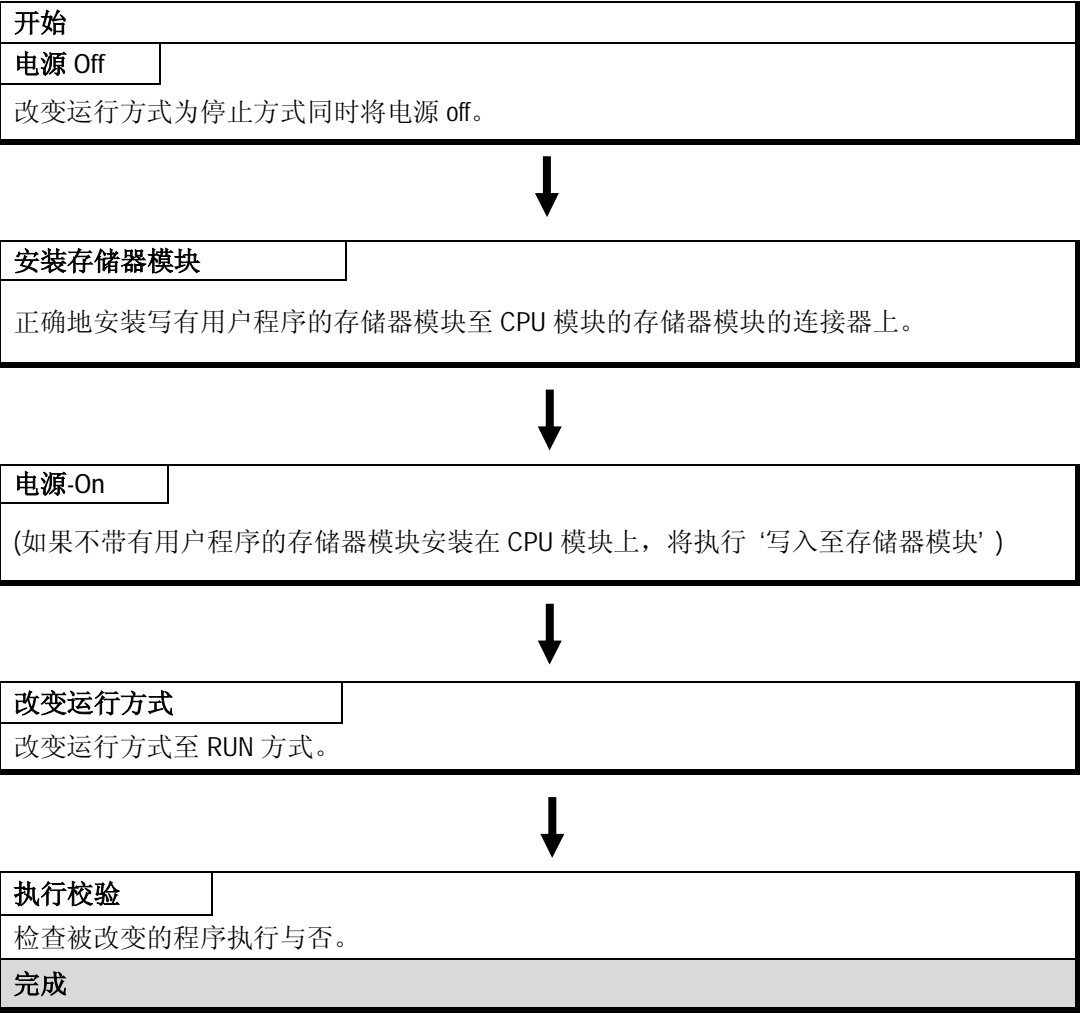 开始
电源 Off
改变运行方式为停止方式同时将电源 off。
安装存储器模块
正确地安装写有用户程序的存储器模块至 CPU 模块的存储器模块的连接器上。
电源-On
(如果不带有用户程序的存储器模块安装在 CPU 模块上，将执行 ‘写入至存储器模块’ )
改变运行方式
改变运行方式至 RUN 方式。
执行校验
检查被改变的程序执行与否。
完成